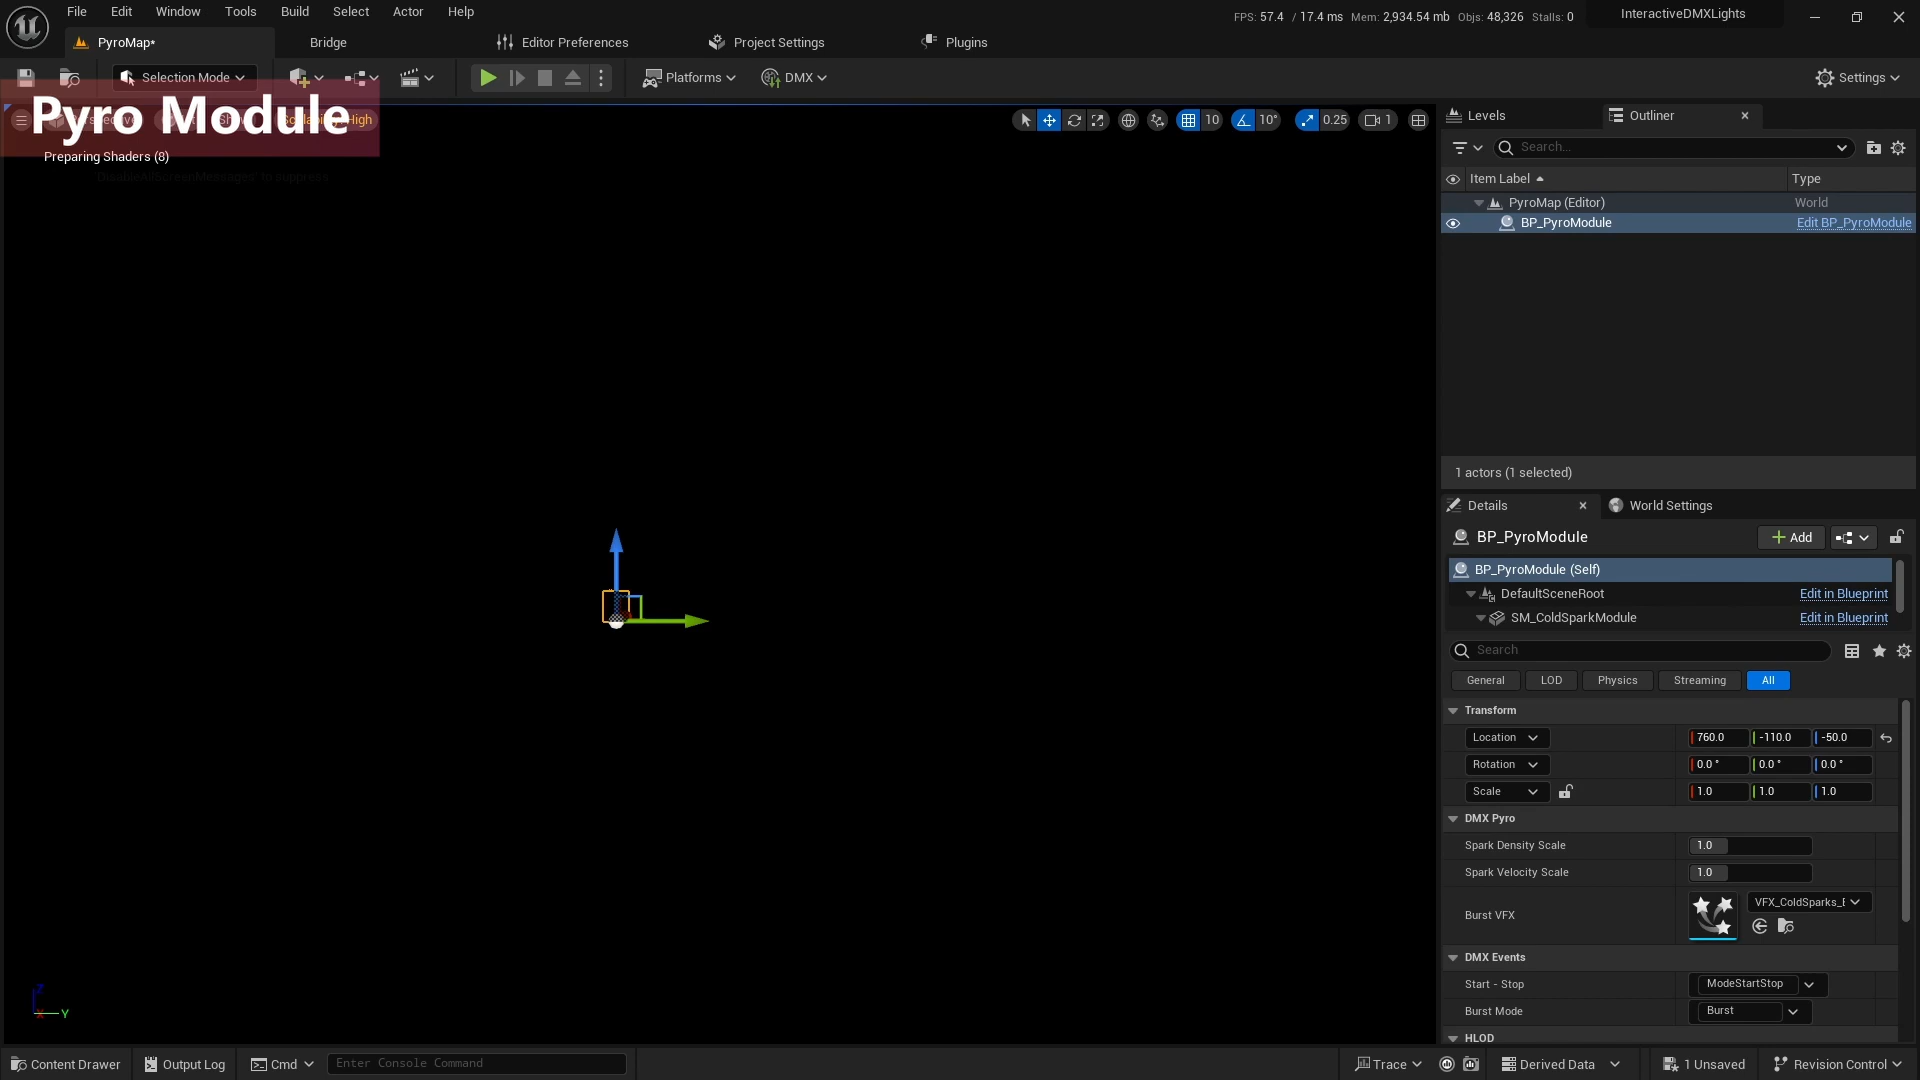 File Edit Window Tools Build Select Actor Help
FPS: 57.4 / 17.4 ms Mem: 2,934.54 mb Objs: 48,326 Stalls: 0
InteractiveDMXLights
PyroMap*
Bridge
Editor Preferences
Project Settings
Plugins
Selection Mode
Platforms
DMX
Settings
Pyro Module
High
Preparing Shaders (8)
DisableAllScreenMessages' to suppress
10
10°
0.25
1
Levels
Outliner
Search...
Item Label
Type
PyroMap (Editor)
World
BP_PyroModule
Edit BP_PyroModule
1 actors (1 selected)
Details
World Settings
BP_PyroModule
Add
BP_PyroModule (Self)
DefaultSceneRoot
Edit in Blueprint
SM_ColdSparkModule
Edit in Blueprint
Search
General
LOD
Physics
Streaming
All
Transform
Location
760.0
-110.0
-50.0
Rotation
0.0 °
0.0 °
0.0 °
Scale
1.0
1.0
1.0
DMX Pyro
Spark Density Scale
1.0
Spark Velocity Scale
1.0
Burst VFX
VFX_ColdSparks_
DMX Events
Start - Stop
ModeStartStop
Burst Mode
Burst
HLOD
Z
X
Y
Content Drawer
Output Log
Cmd
Enter Console Command
Trace
Derived Data
1 Unsaved
Revision Control